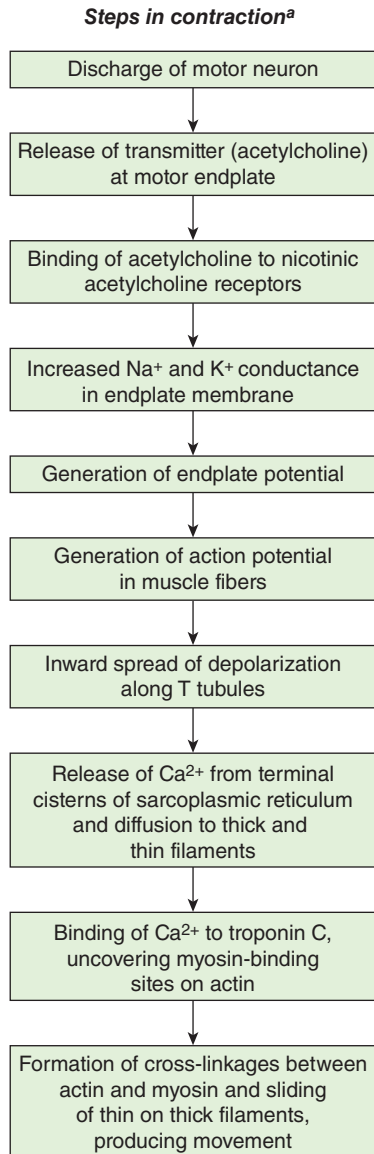 Steps in contractionᵃ
Discharge of motor neuron
Release of transmitter (acetylcholine)
at motor endplate
Binding of acetylcholine to nicotinic
acetylcholine receptors
Increased Na⁺ and K⁺ conductance
in endplate membrane
Generation of endplate potential
Generation of action potential
in muscle fibers
Inward spread of depolarization
along T tubules
Release of Ca²⁺ from terminal
cisterns of sarcoplasmic reticulum
and diffusion to thick and
thin filaments
Binding of Ca²⁺ to troponin C,
uncovering myosin-binding
sites on actin
Formation of cross-linkages between
actin and myosin and sliding
of thin on thick filaments,
producing movement